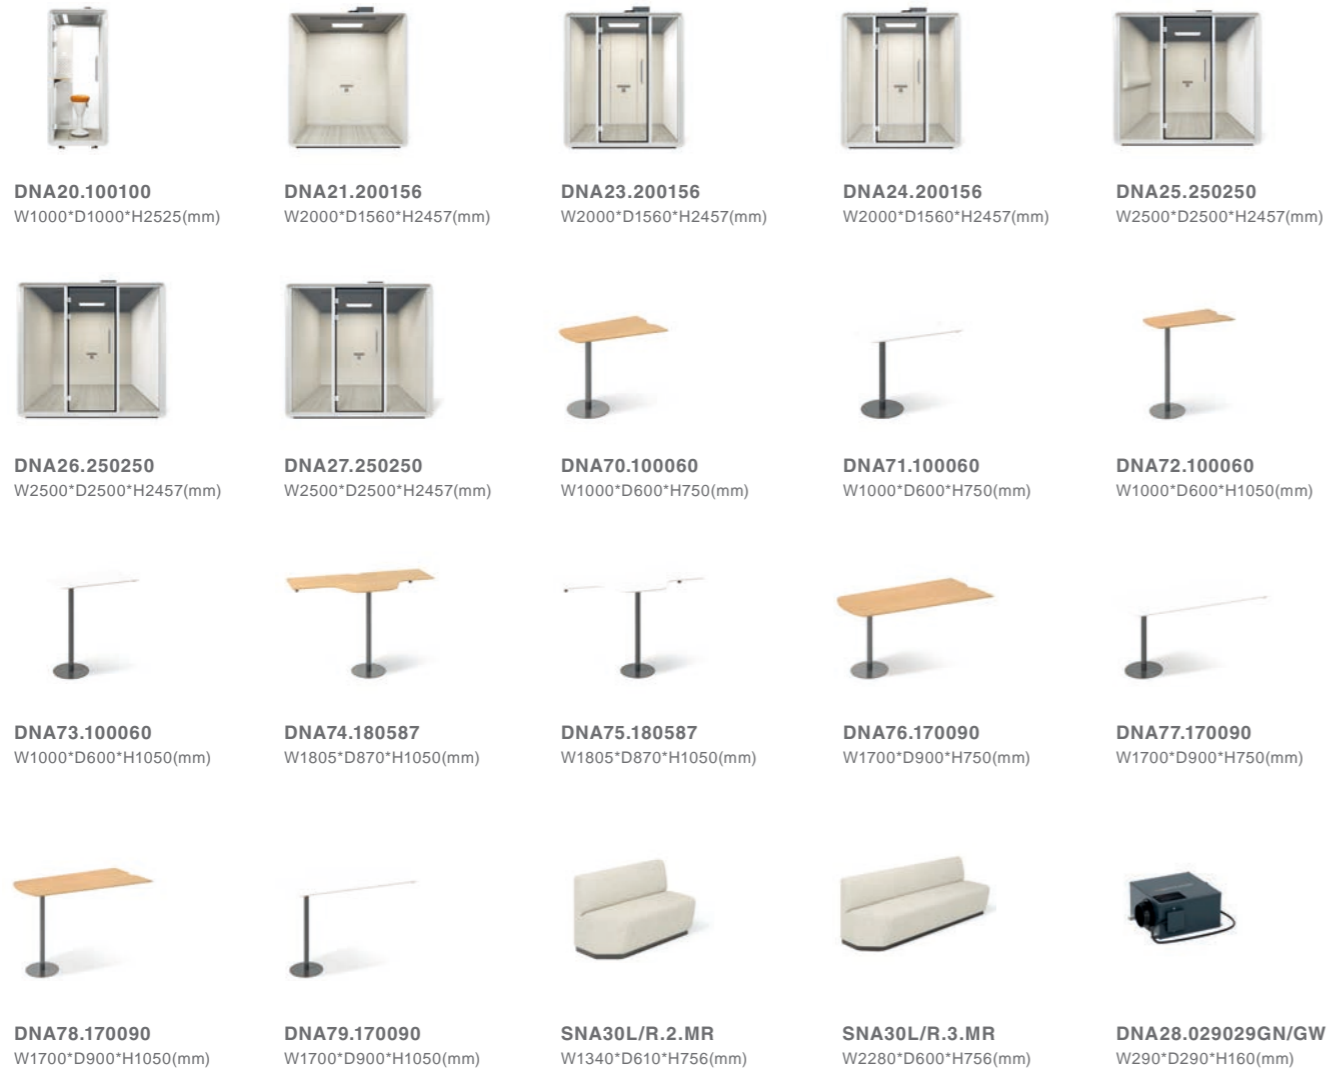 DNA20.100100
W1000*D1000*H2525(mm)
DNA21.200156
W2000*D1560*H2457(mm)
DNA23.200156
W2000*D1560*H2457(mm)
DNA24.200156
W2000*D1560*H2457(mm)
DNA25.250250
W2500*D2500*H2457(mm)
DNA26.250250
W2500*D2500*H2457(mm)
DNA27.250250
W2500*D2500*H2457(mm)
DNA70.100060
W1000*D600*H750(mm)
DNA71.100060
W1000*D600*H750(mm)
DNA72.100060
W1000*D600*H1050(mm)
DNA73.100060
W1000*D600*H1050(mm)
DNA74.180587
W1805*D870*H1050(mm)
DNA75.180587
W1805*D870*H1050(mm)
DNA76.170090
W1700*D900*H750(mm)
DNA77.170090
W1700*D900*H750(mm)
DNA78.170090
W1700*D900*H1050(mm)
DNA79.170090
W1700*D900*H1050(mm)
SNA30L/R.2.MR
W1340*D610*H756(mm)
SNA30L/R.3.MR
W2280*D600*H756(mm)
DNA28.029029GN/GW
W290*D290*H160(mm)